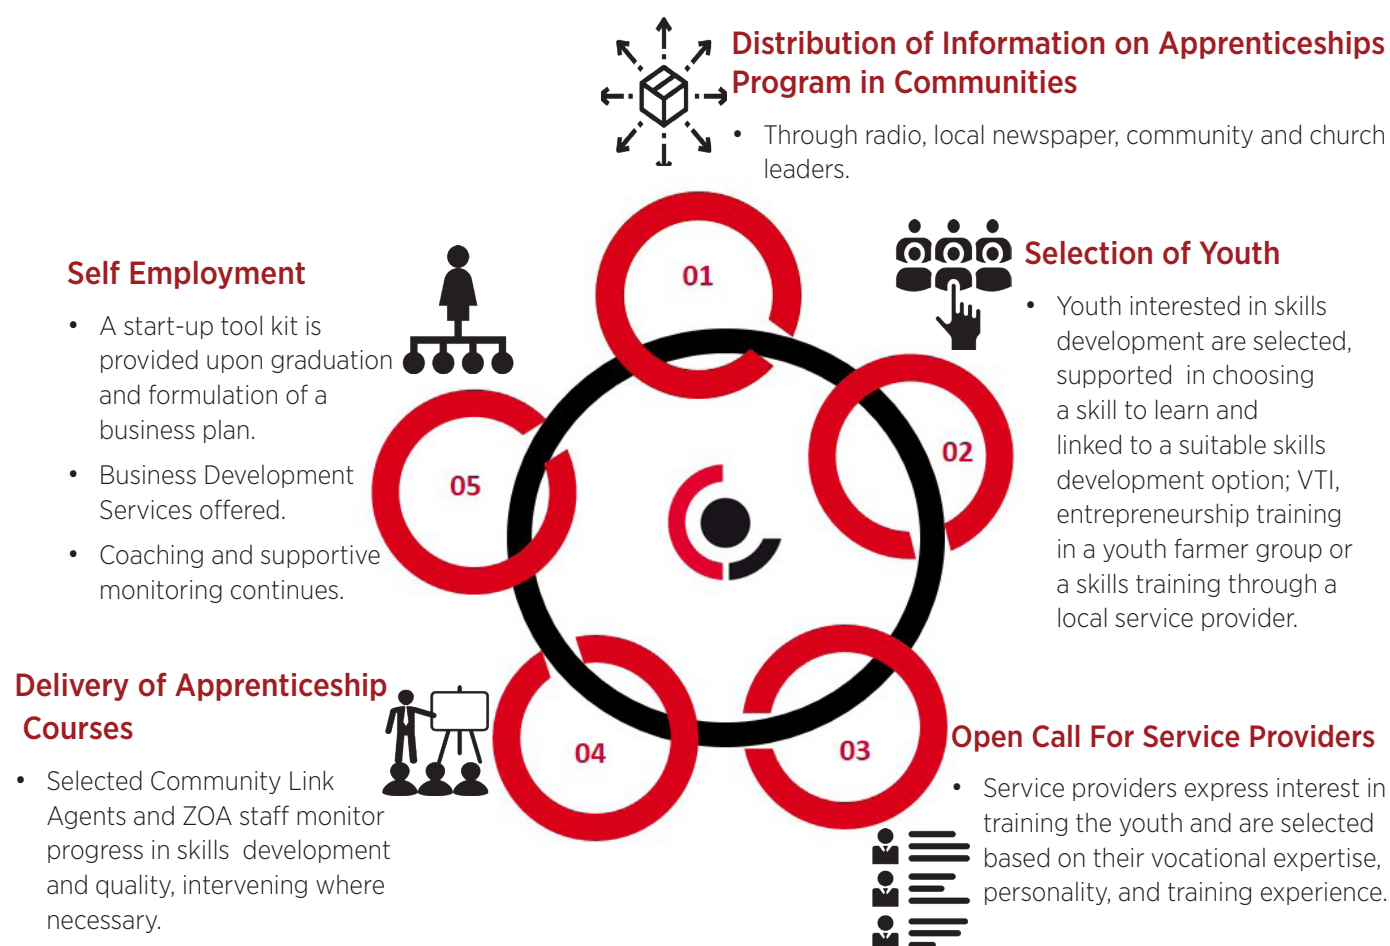 Distribution of Information on Apprenticeships
Program in Communities
• Through radio, local newspaper, community and church
leaders.
01
Selection of Youth
• Youth interested in skills
development are selected,
supported in choosing
a skill to learn and
linked to a suitable skills
development option; VTI,
entrepreneurship training
in a youth farmer group or
a skills training through a
local service provider.
02
Open Call For Service Providers
• Service providers express interest in
training the youth and are selected
based on their vocational expertise,
personality, and training experience.
03
Delivery of Apprenticeship
Courses
• Selected Community Link
Agents and ZOA staff monitor
progress in skills development
and quality, intervening where
necessary.
04
Self Employment
• A start-up tool kit is
provided upon graduation
and formulation of a
business plan.
• Business Development
Services offered.
• Coaching and supportive
monitoring continues.
05